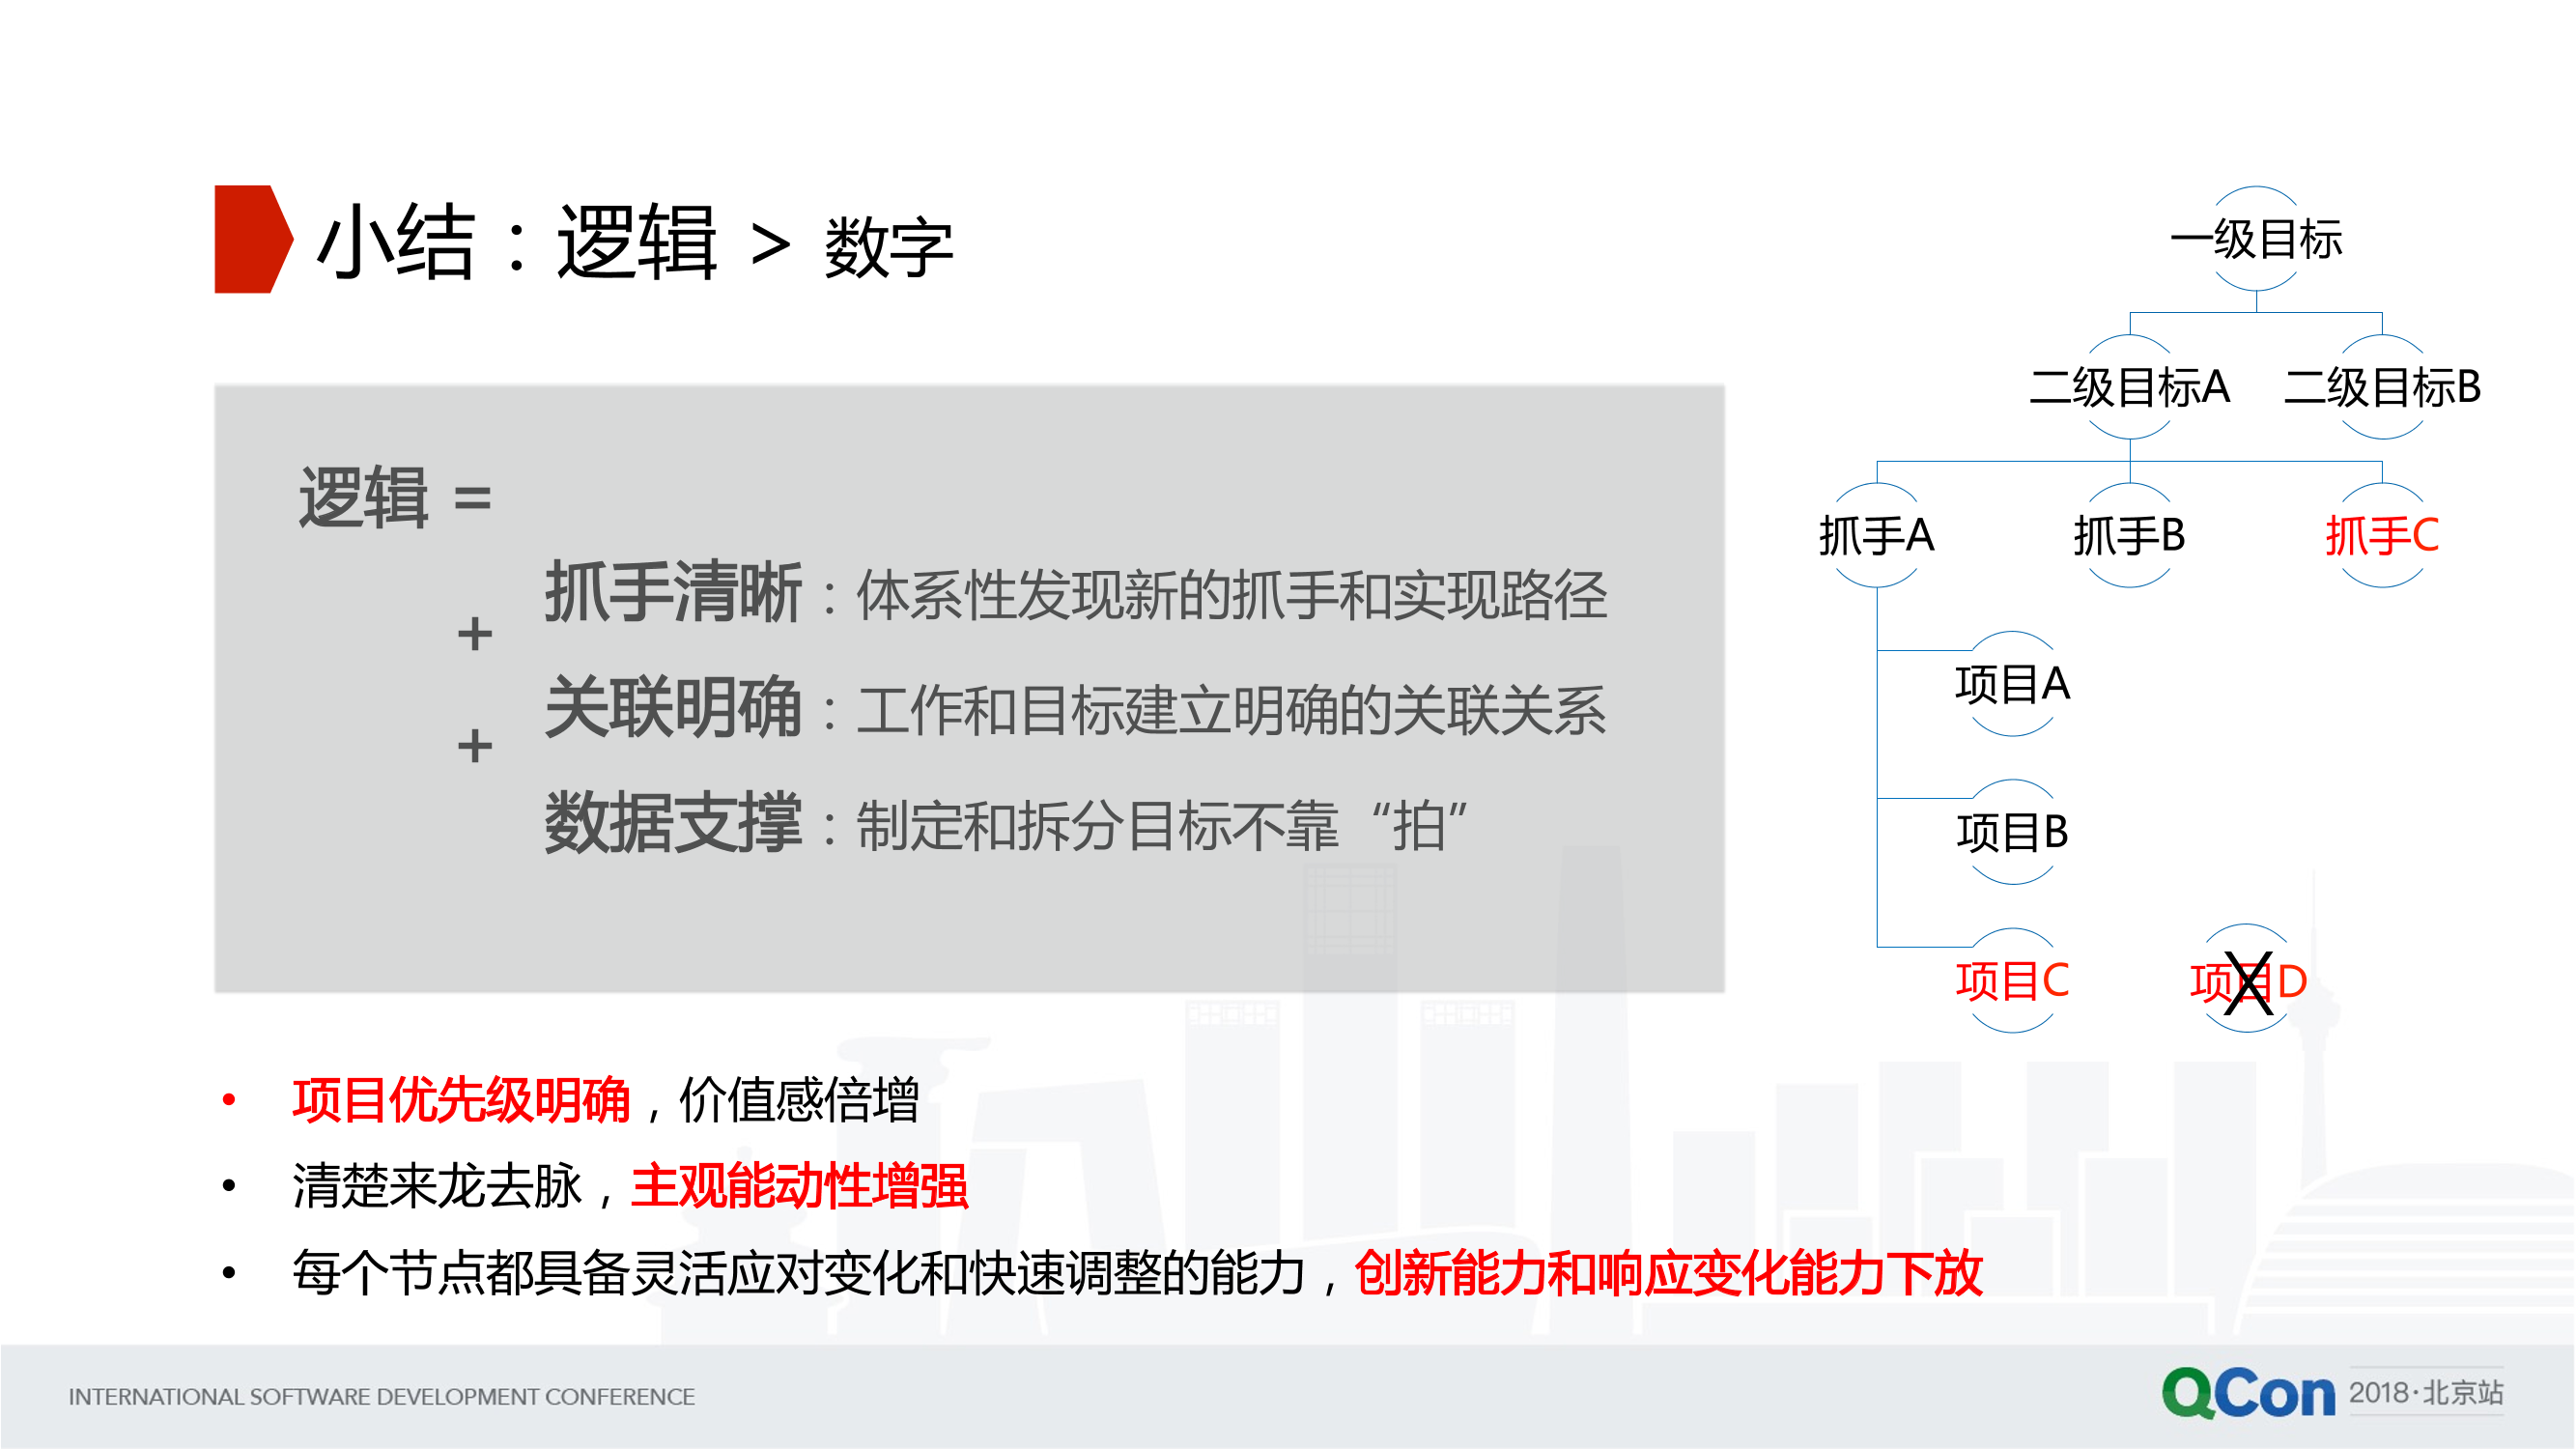 小结：逻辑 > 数字
逻辑 =
抓手清晰：体系性发现新的抓手和实现路径
+
关联明确：工作和目标建立明确的关联关系
+
数据支撑：制定和拆分目标不靠“拍”
一级目标
二级目标A 二级目标B
抓手A 抓手B 抓手C
项目A
项目B
项目C 项目D
X
• 项目优先级明确，价值感倍增
• 清楚来龙去脉，主观能动性增强
• 每个节点都具备灵活应对变化和快速调整的能力，创新能力和响应变化能力下放
INTERNATIONAL SOFTWARE DEVELOPMENT CONFERENCE
QCon 2018·北京站